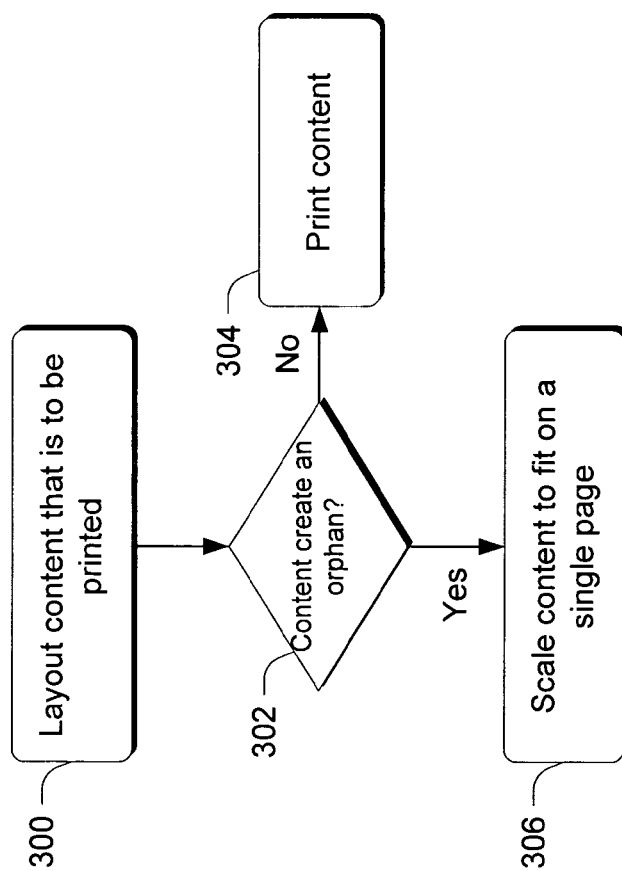 300
Layout content that is to be
printed
302
Content create an
orphan?
No
304
Print content
Yes
306
Scale content to fit on a
single page